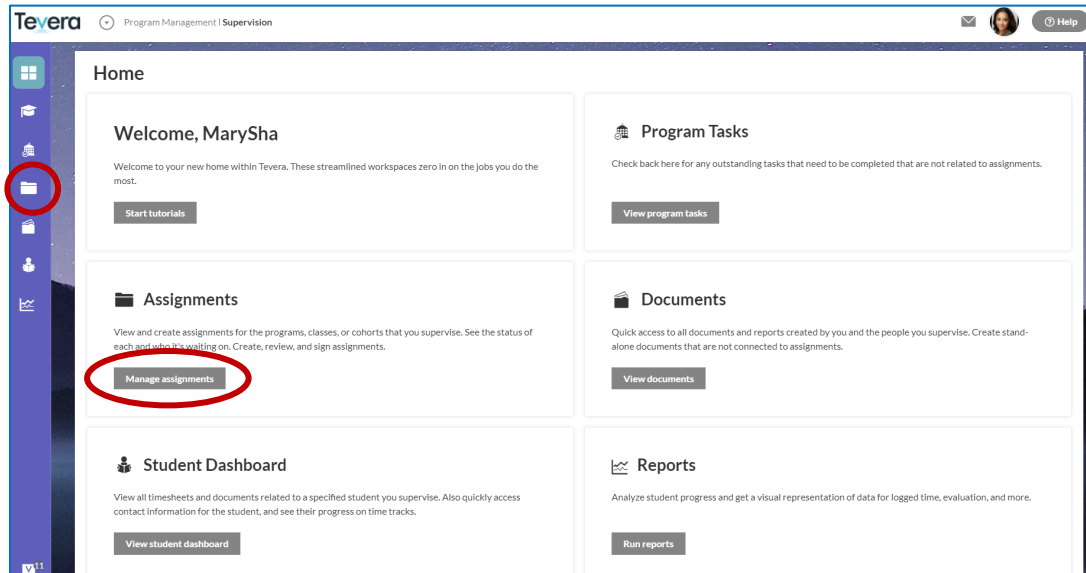 Tevera
Program Management | Supervision
Help
Home
Welcome, MarySha
Welcome to your new home within Tevera. These streamlined workspaces zero in on the jobs you do the
most.
Start tutorials
Program Tasks
Check back here for any outstanding tasks that need to be completed that are not related to assignments.
View program tasks
Assignments
View and create assignments for the programs, classes, or cohorts that you supervise. See the status of
each and who it's waiting on. Create, review, and sign assignments.
Manage assignments
Documents
Quick access to all documents and reports created by you and the people you supervise. Create stand-
alone documents that are not connected to assignments.
View documents
Student Dashboard
View all timesheets and documents related to a specified student you supervise. Also quickly access
contact information for the student, and see their progress on time tracks.
View student dashboard
Reports
Analyze student progress and get a visual representation of data for logged time, evaluation, and more.
Run reports
V11